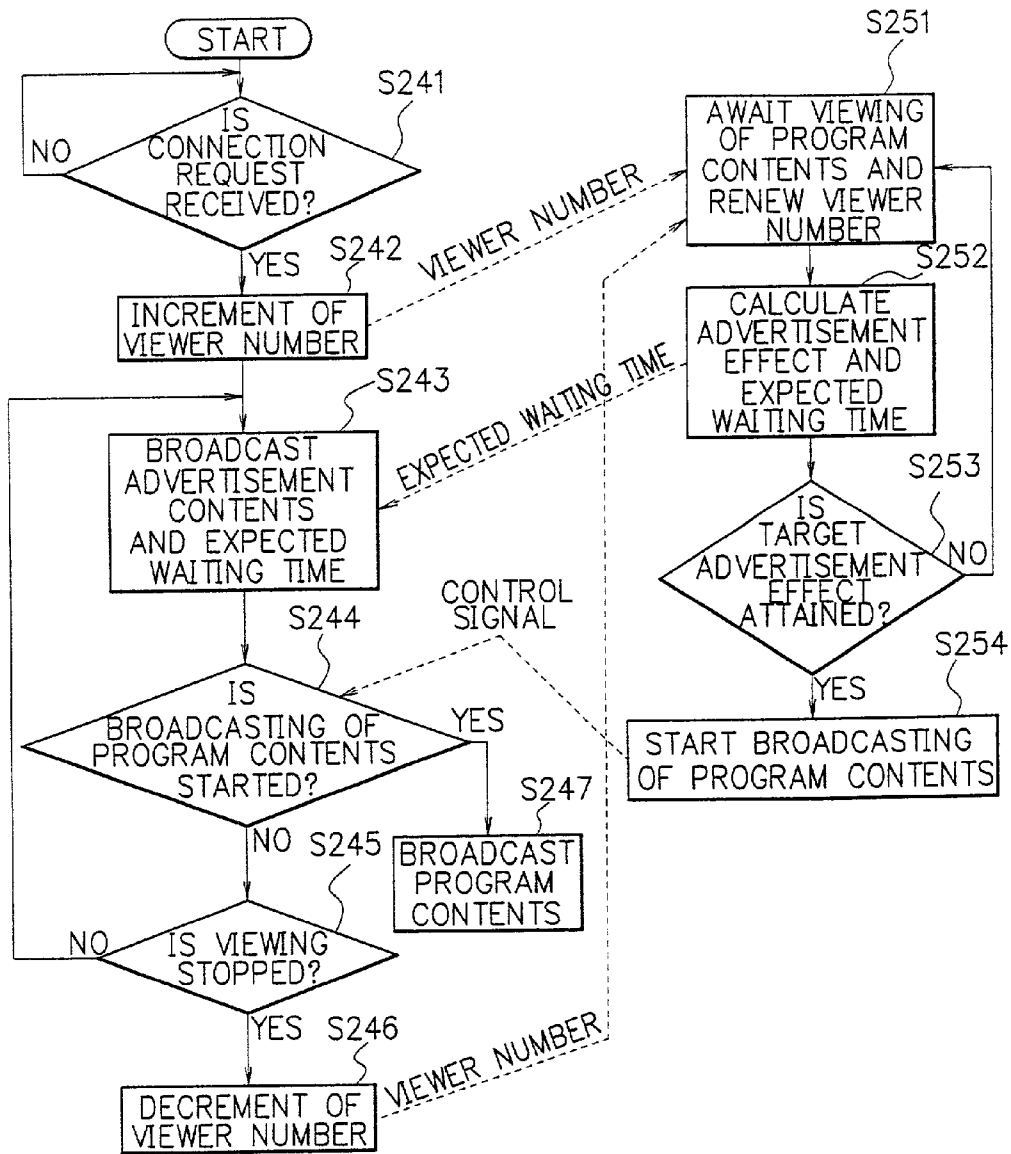 START
S241
IS
CONNECTION
REQUEST
RECEIVED?
NO
YES
S242
INCREMENT OF
VIEWER NUMBER
VIEWER NUMBER
S243
BROADCAST
ADVERTISEMENT
CONTENTS
AND EXPECTED
WAITING TIME
EXPECTED WAITING TIME
S244
IS
BROADCASTING OF
PROGRAM CONTENTS
STARTED?
YES
NO
CONTROL
SIGNAL
S247
BROADCAST
PROGRAM
CONTENTS
S245
IS VIEWING
STOPPED?
NO
YES
S246
DECREMENT OF
VIEWER NUMBER
VIEWER NUMBER
S251
AWAIT VIEWING
OF PROGRAM
CONTENTS AND
RENEW VIEWER
NUMBER
S252
CALCULATE
ADVERTISEMENT
EFFECT AND
EXPECTED
WAITING TIME
S253
IS
TARGET
ADVERTISEMENT
EFFECT
ATTAINED?
NO
YES
S254
START BROADCASTING
OF PROGRAM CONTENTS